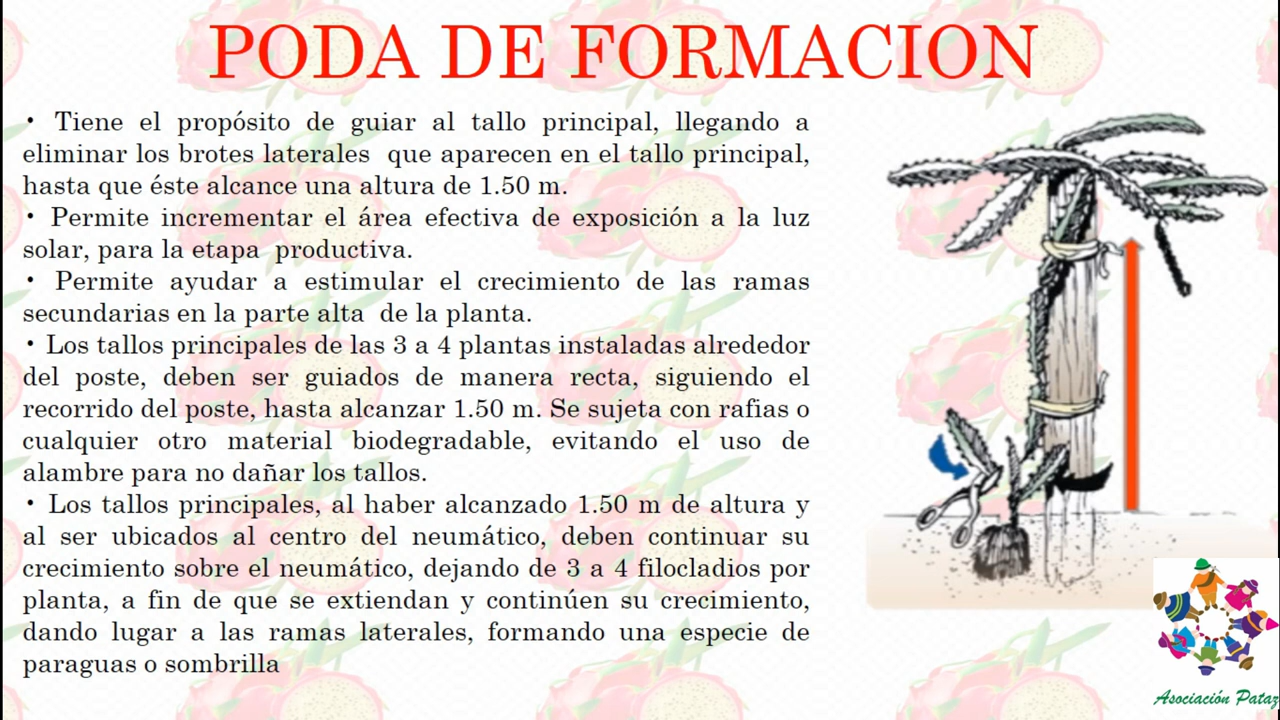 PODA DE FORMACION
• Tiene el propósito de guiar al tallo principal, llegando a
eliminar los brotes laterales que aparecen en el tallo principal,
hasta que éste alcance una altura de 1.50 m.
• Permite incrementar el área efectiva de exposición a la luz
solar, para la etapa productiva.
• Permite ayudar a estimular el crecimiento de las ramas
secundarias en la parte alta de la planta.
• Los tallos principales de las 3 a 4 plantas instaladas alrededor
del poste, deben ser guiados de manera recta, siguiendo el
recorrido del poste, hasta alcanzar 1.50 m. Se sujeta con rafias o
cualquier otro material biodegradable, evitando el uso de
alambre para no dañar los tallos.
• Los tallos principales, al haber alcanzado 1.50 m de altura y
al ser ubicados al centro del neumático, deben continuar su
crecimiento sobre el neumático, dejando de 3 a 4 filocladios por
planta, a fin de que se extiendan y continúen su crecimiento,
dando lugar a las ramas laterales, formando una especie de
paraguas o sombrilla
Asociación Pataz